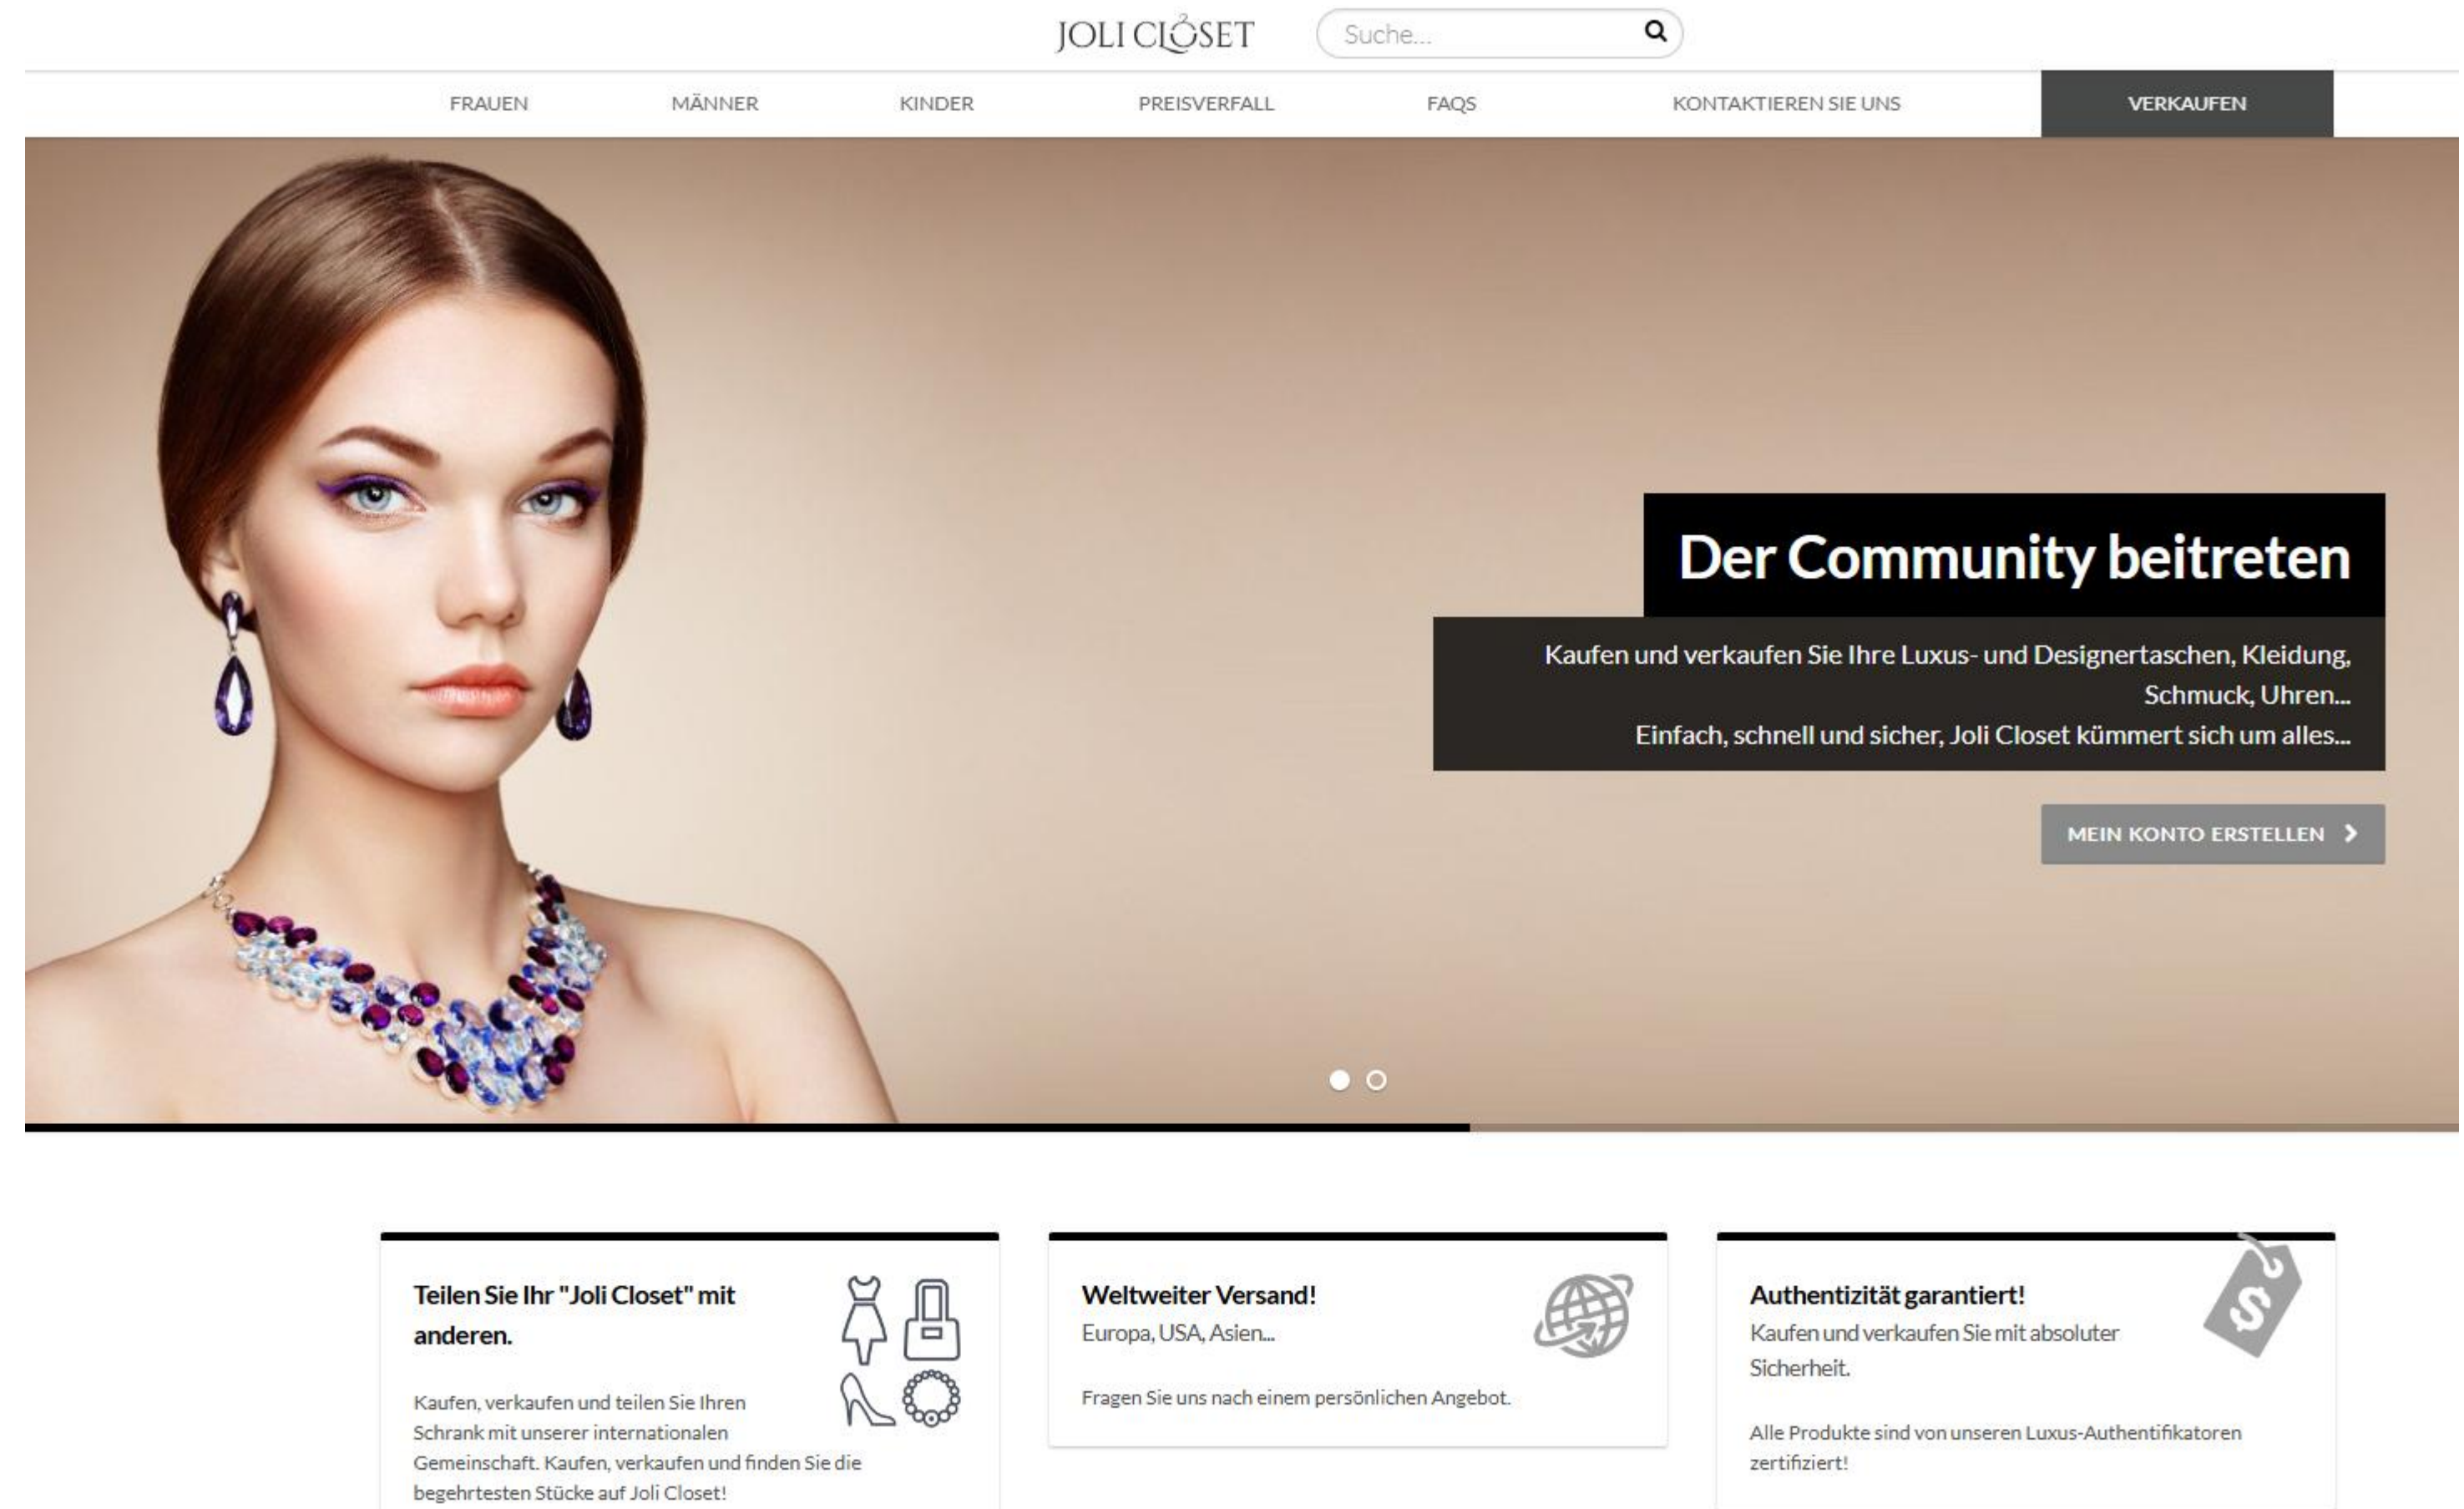 JOLI CLOSET
Suche...
FRAUEN MÄNNER KINDER PREISVERFALL FAQS KONTAKTIEREN SIE UNS VERKAUFEN
Der Community beitreten
Kaufen und verkaufen Sie Ihre Luxus- und Designertaschen, Kleidung,
Schmuck, Uhren...
Einfach, schnell und sicher, Joli Closet kümmert sich um alles...
MEIN KONTO ERSTELLEN
Teilen Sie Ihr "Joli Closet" mit
anderen.
Kaufen, verkaufen und teilen Sie Ihren
Schrank mit unserer internationalen
Gemeinschaft. Kaufen, verkaufen und finden Sie die
begehrtesten Stücke auf Joli Closet!
Weltweiter Versand!
Europa, USA, Asien...
Fragen Sie uns nach einem persönlichen Angebot.
Authentizität garantiert!
Kaufen und verkaufen Sie mit absoluter
Sicherheit.
Alle Produkte sind von unseren Luxus-Authentifikatoren
zertifiziert!
$